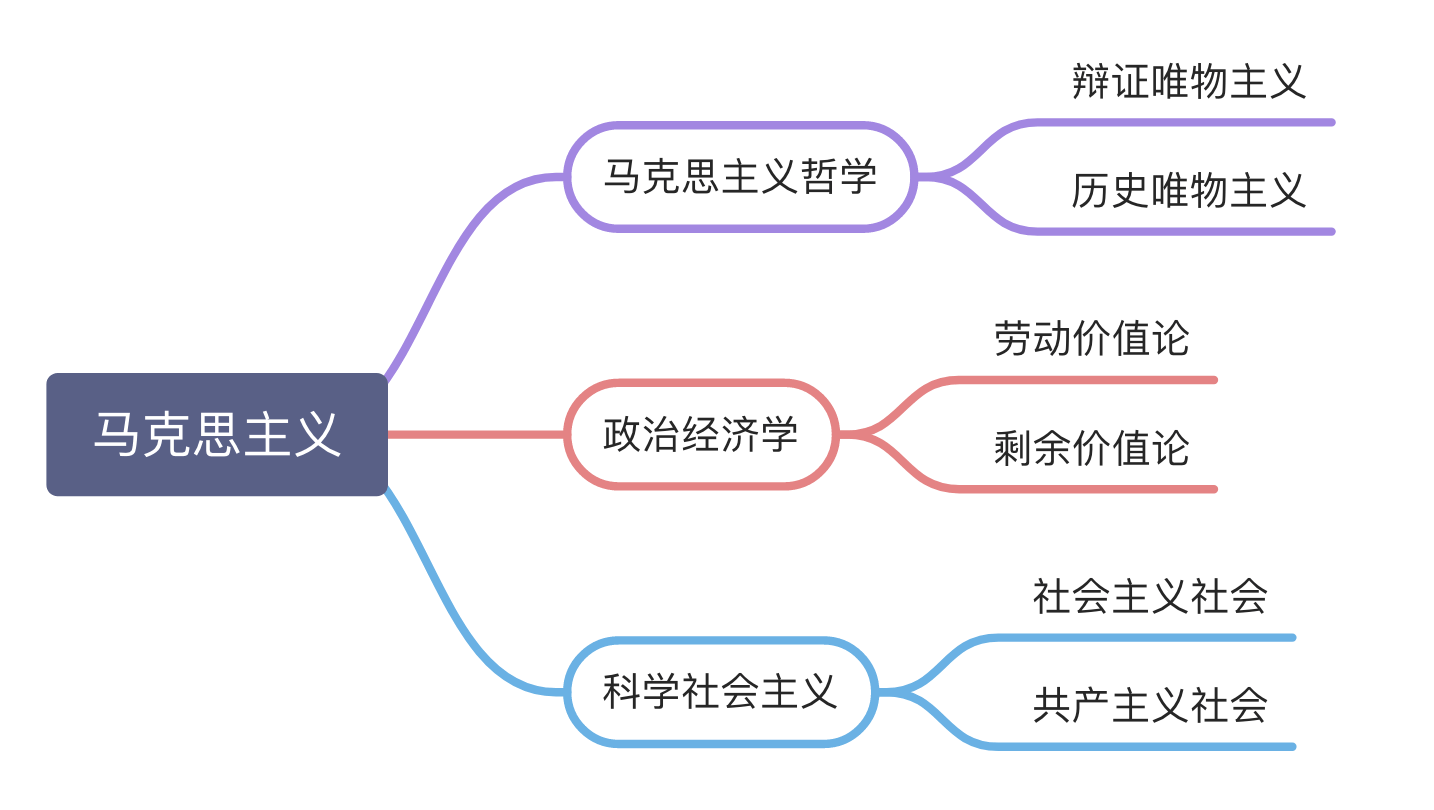 马克思主义
马克思主义哲学
辩证唯物主义
历史唯物主义
政治经济学
劳动价值论
剩余价值论
科学社会主义
社会主义社会
共产主义社会